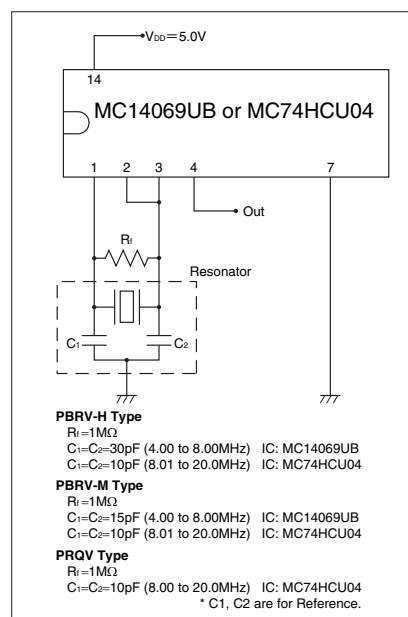 VDD=5.0V
14
MC14069UB or MC74HCU04
1 2 3 4 7
Out
Rf
Resonator
C1 C2
PBRV-H Type
Rf=1MΩ
C1=C2=30pF (4.00 to 8.00MHz) IC: MC14069UB
C1=C2=10pF (8.01 to 20.0MHz) IC: MC74HCU04
PBRV-M Type
Rf=1MΩ
C1=C2=15pF (4.00 to 8.00MHz) IC: MC14069UB
C1=C2=10pF (8.01 to 20.0MHz) IC: MC74HCU04
PRQV Type
Rf=1MΩ
C1=C2=10pF (8.00 to 20.0MHz) IC: MC74HCU04
* C1, C2 are for Reference.